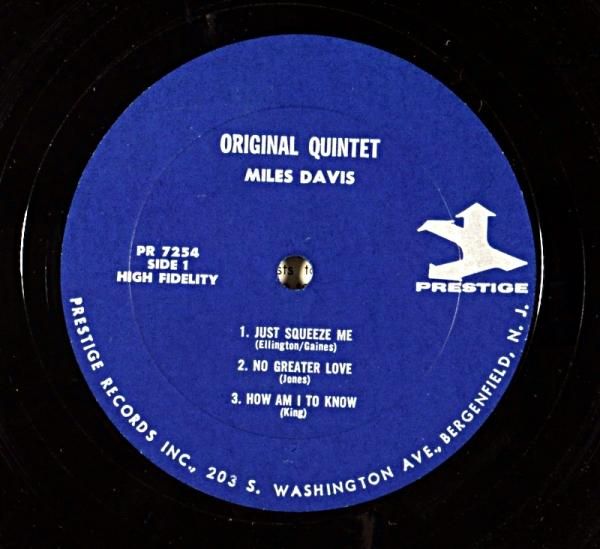 ORIGINAL QUINTET
MILES DAVIS
PR 7254
SIDE 1
HIGH FIDELITY
PRESTIGE
1. JUST SQUEEZE ME
(Ellington/Gaines)
2. NO GREATER LOVE
(Jones)
3. HOW AM I TO KNOW
(King)
PRESTIGE RECORDS INC., 203 S. WASHINGTON AVE., BERGENFIELD, N. J.